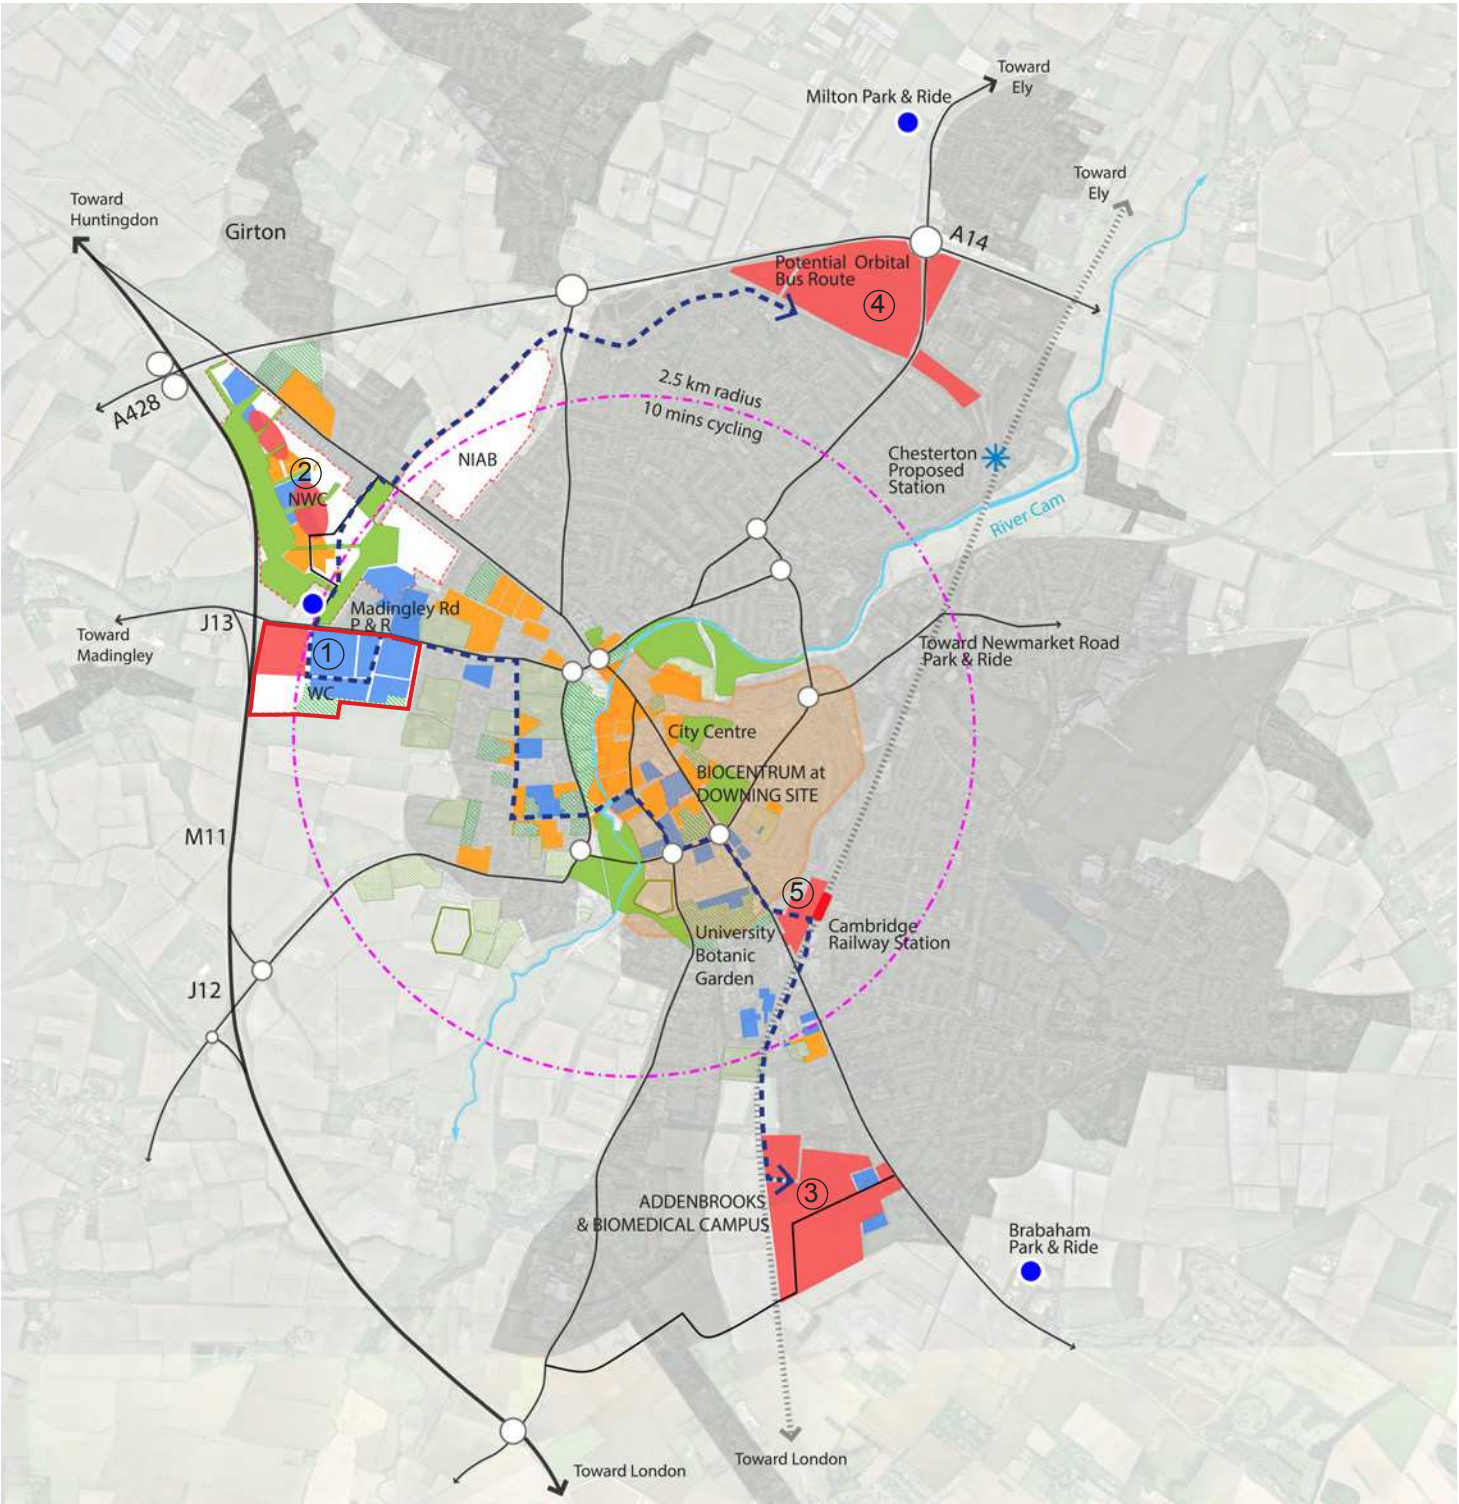 Toward
Ely
Milton Park & Ride
Toward
Ely
Toward
Huntingdon
Girton
A14
Potential Orbital
Bus Route
4
2.5 km radius
10 mins cycling
A428
NIAB
2
NWC
Chesterton
Proposed
Station
River Cam
Madingley Rd
P & R
J13
Toward
Madingley
1
WC
Toward Newmarket Road
Park & Ride
City Centre
BIOCENTRUM at
DOWNING SITE
M11
5
Cambridge
Railway Station
University
Botanic
Garden
J12
ADDENBROOKS
& BIOMEDICAL CAMPUS
3
Brabaham
Park & Ride
Toward London
Toward London